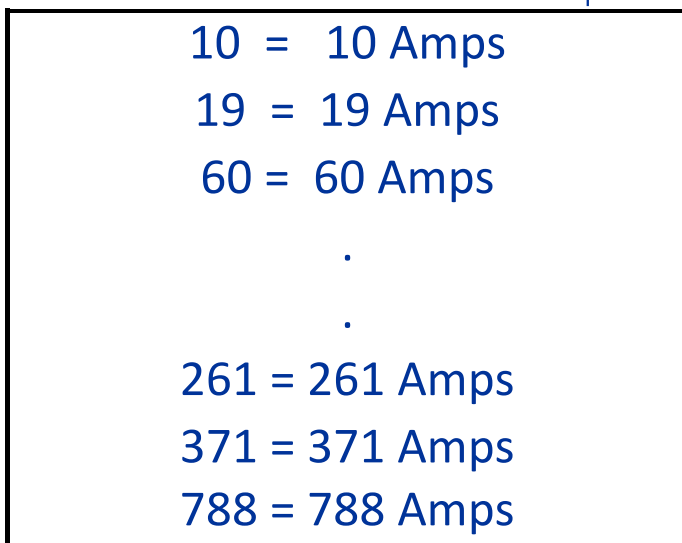 10 = 10 Amps
19 = 19 Amps
60 = 60 Amps
.
.
261 = 261 Amps
371 = 371 Amps
788 = 788 Amps